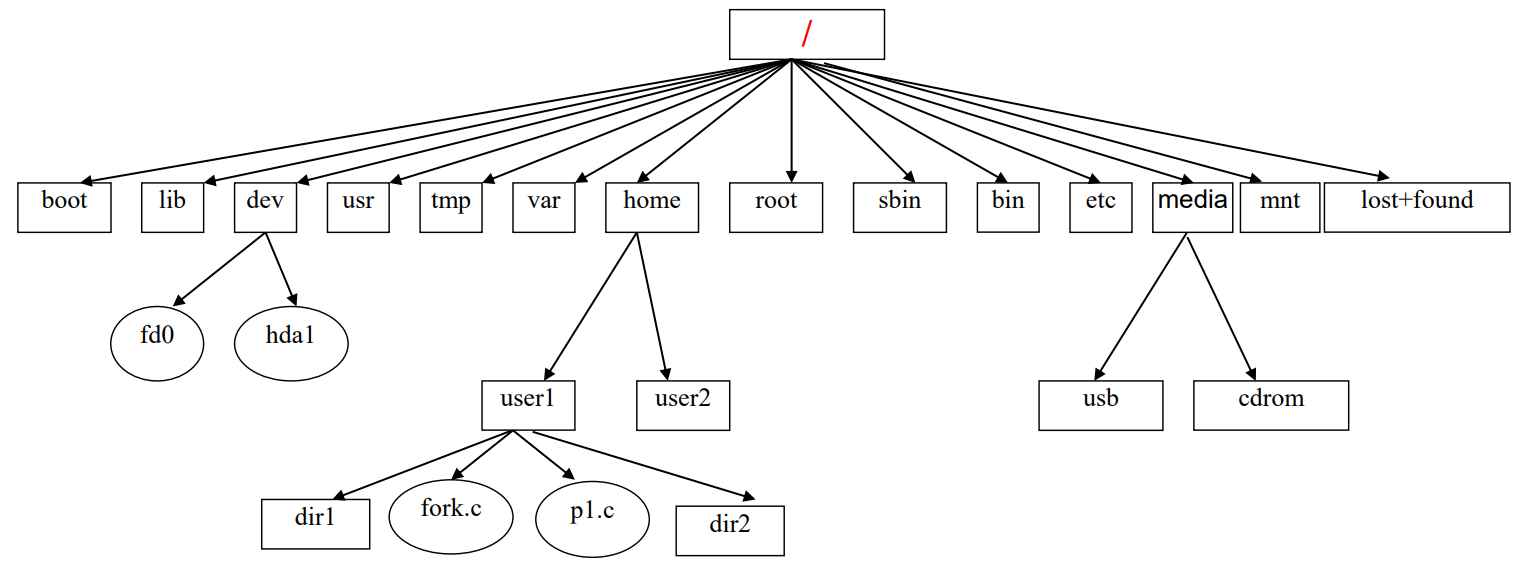 /
boot lib dev usr tmp var home root sbin bin etc media mnt lost+found
fd0 hda1
user1 user2 usb cdrom
dir1 fork.c p1.c dir2